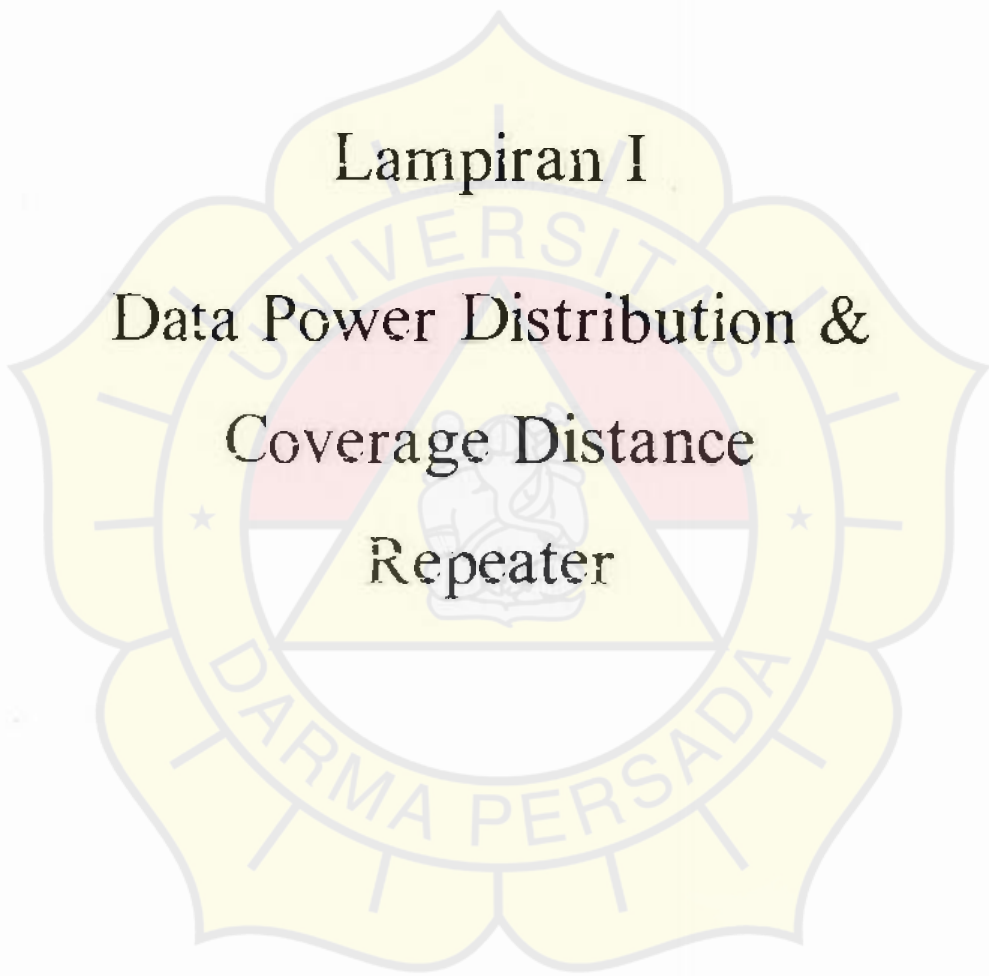 Lampiran I
Data Power Distribution &
Coverage Distance
Repeater
UNIVERSITAS
DARMA PERSADA